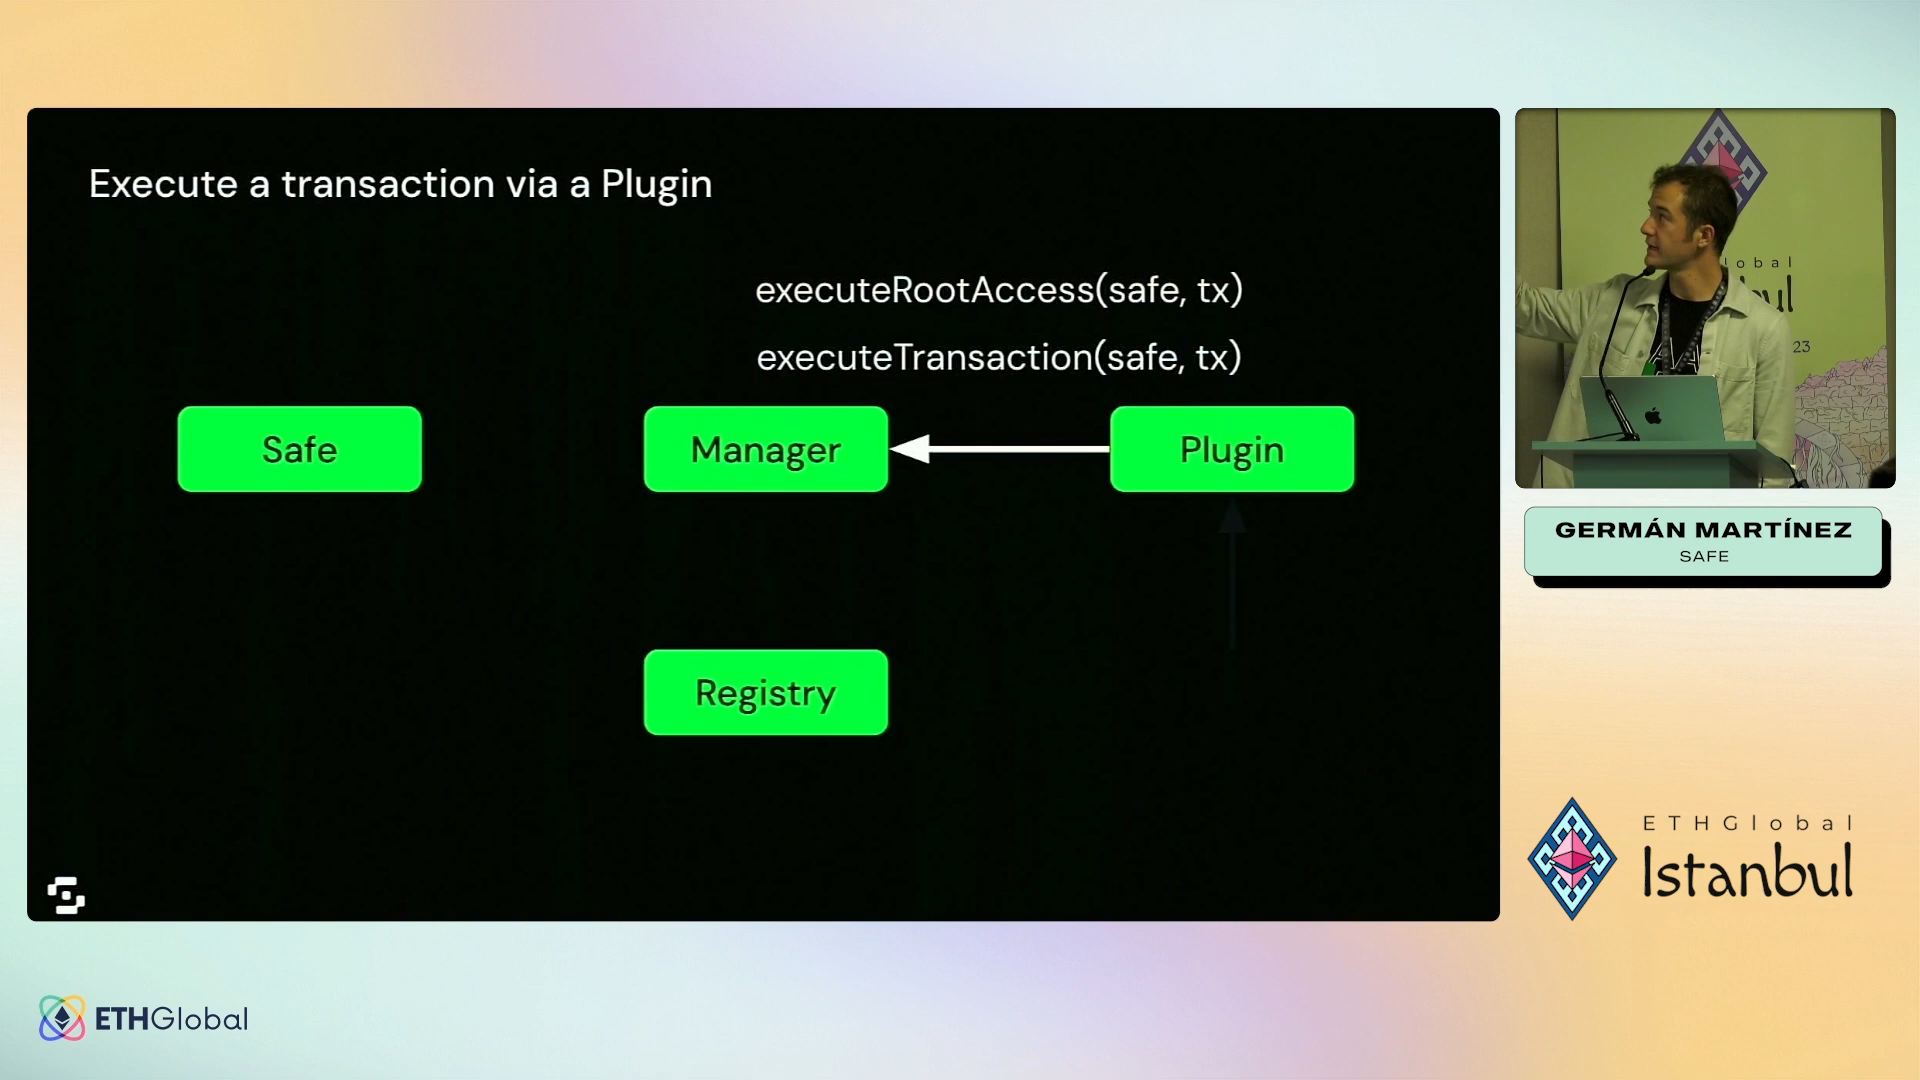 Execute a transaction via a Plugin
executeRootAccess(safe, tx)
executeTransaction(safe, tx)
Safe
Manager
Plugin
Registry
GERMÁN MARTÍNEZ
SAFE
ETHGlobal
Istanbul
ETHGlobal